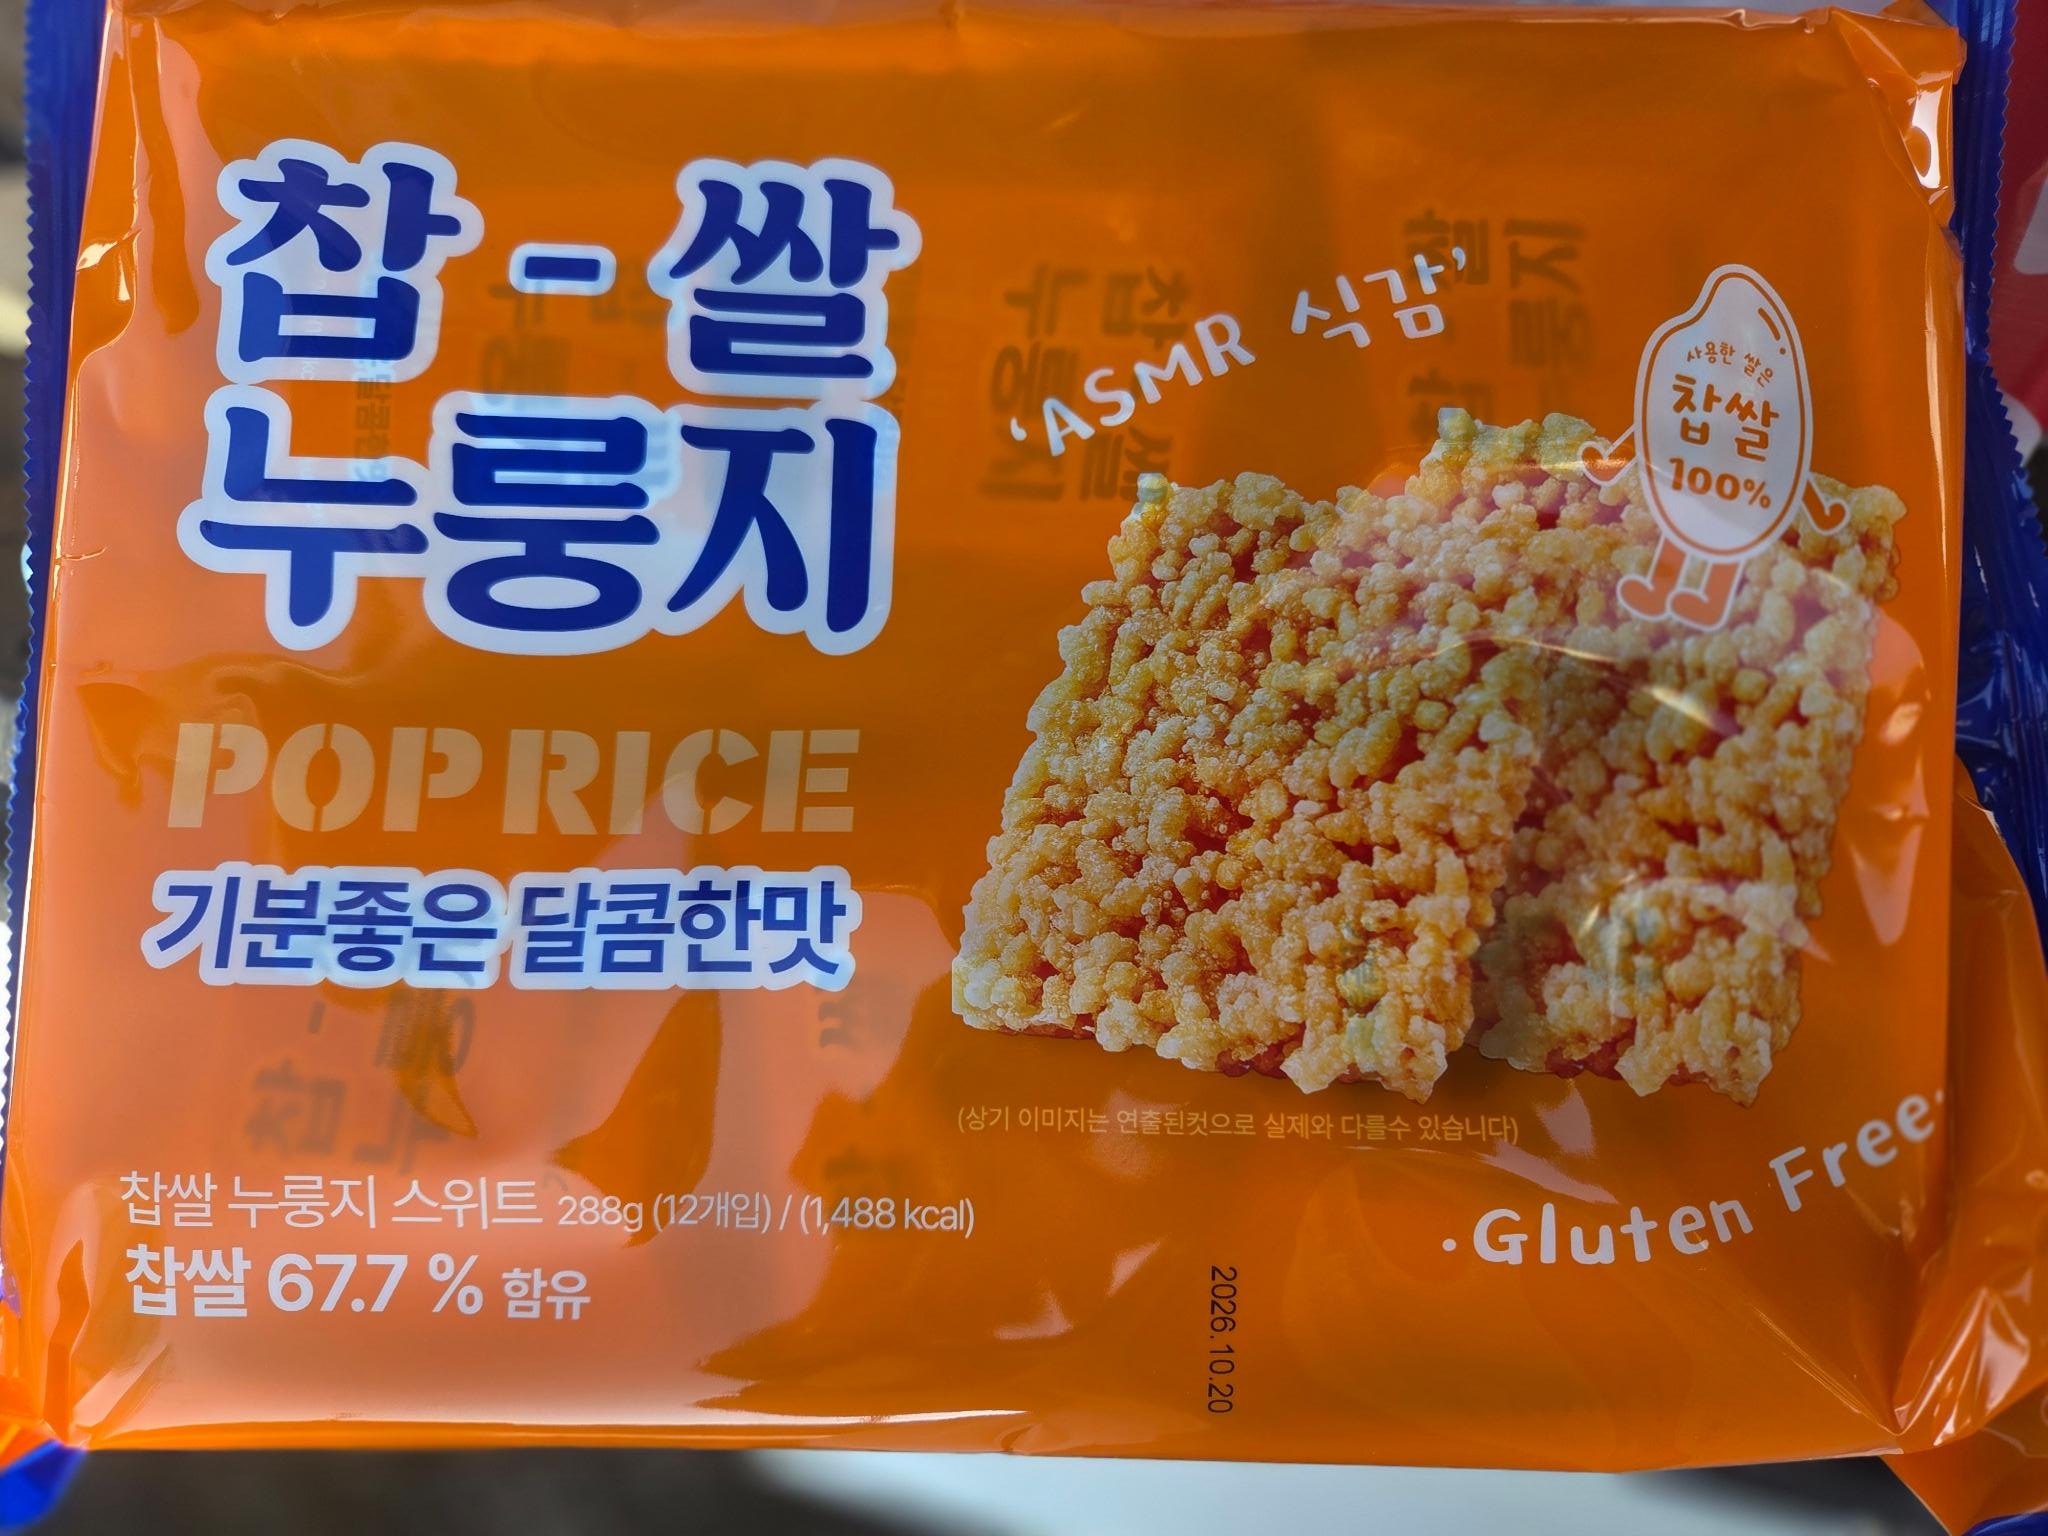 찹-쌀
누룽지
POP RICE
기분좋은 달콤한맛
'ASMR 식감'
사용한 쌀은
찹쌀
100%
(상기 이미지는 연출된컷으로 실제와 다를수 있습니다)
·Gluten Free·
찹쌀 누룽지 스위트 288g (12개입) / (1,488 kcal)
찹쌀 67.7 % 함유
2026.10.20